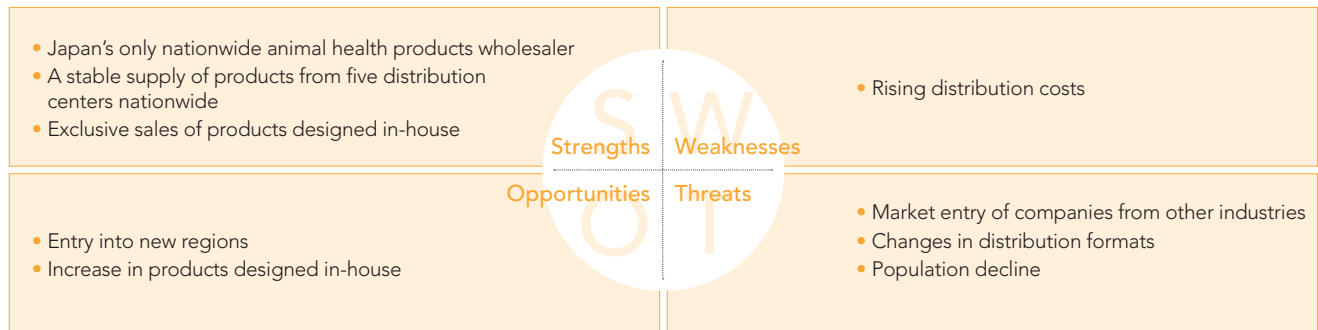 • Japan’s only nationwide animal health products wholesaler
• A stable supply of products from five distribution
centers nationwide
• Exclusive sales of products designed in-house
• Rising distribution costs
S W
Strengths Weaknesses
Opportunities Threats
O T
• Entry into new regions
• Increase in products designed in-house
• Market entry of companies from other industries
• Changes in distribution formats
• Population decline